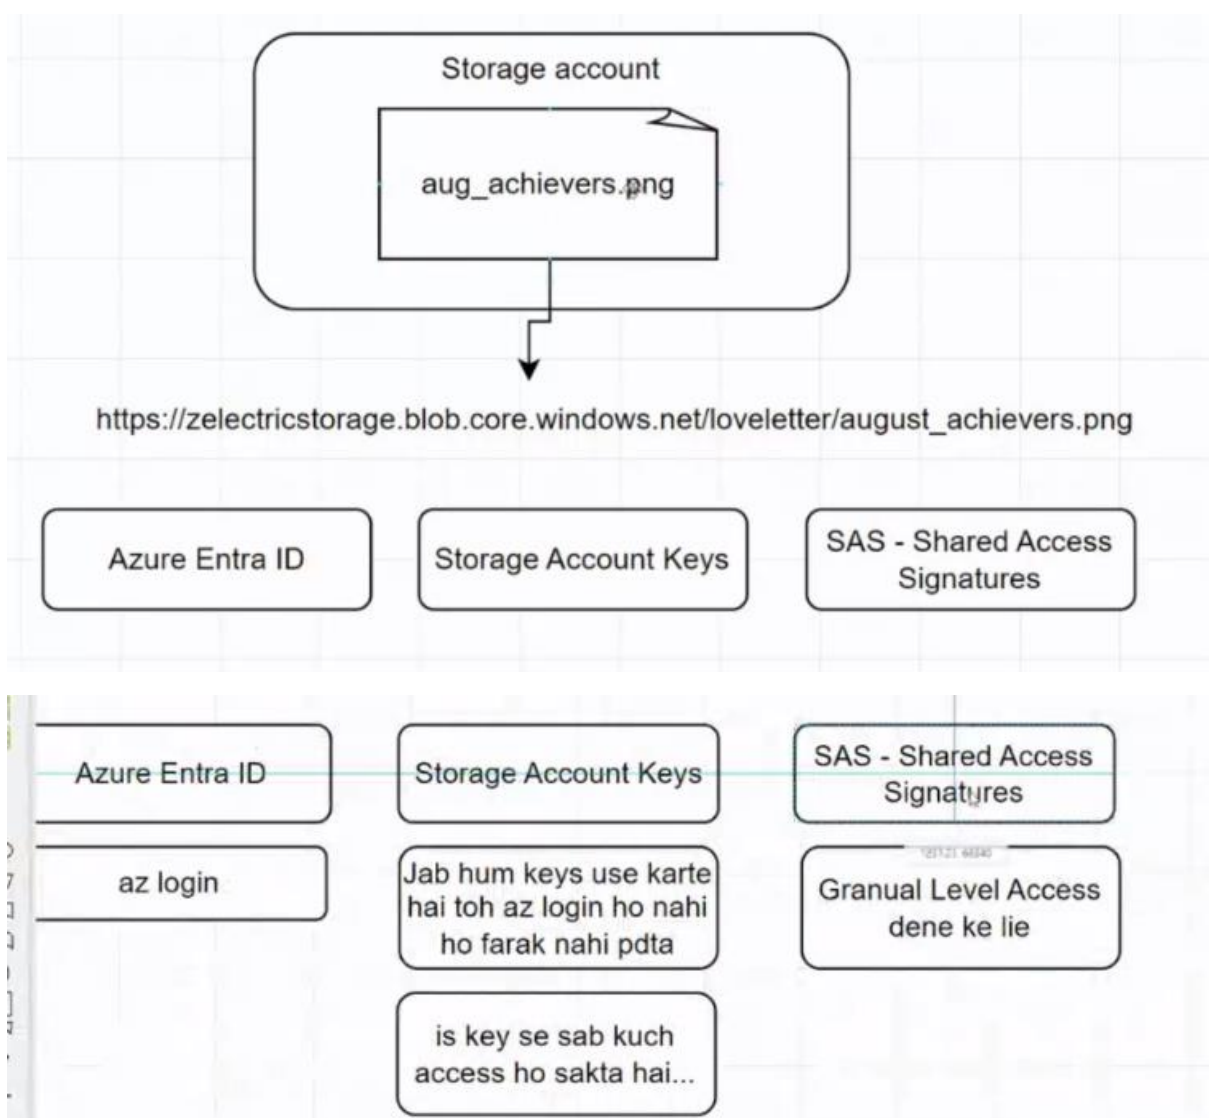 Storage account
aug_achievers.png
https://zelectricstorage.blob.core.windows.net/loveletter/august_achievers.png
Azure Entra ID
Storage Account Keys
SAS - Shared Access
Signatures
Azure Entra ID
Storage Account Keys
SAS - Shared Access
Signatures
az login
Jab hum keys use karte
hai toh az login ho nahi
ho farak nahi pdta
Granual Level Access
dene ke lie
is key se sab kuch
access ho sakta hai...